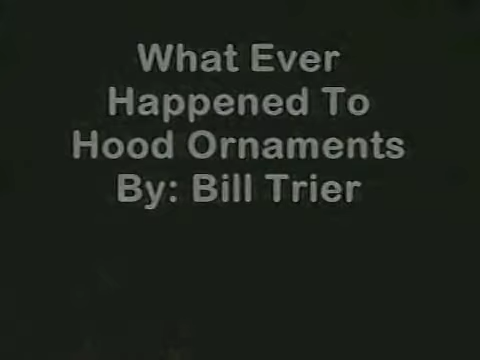 What Ever
Happened To
Hood Ornaments
By: Bill Trier